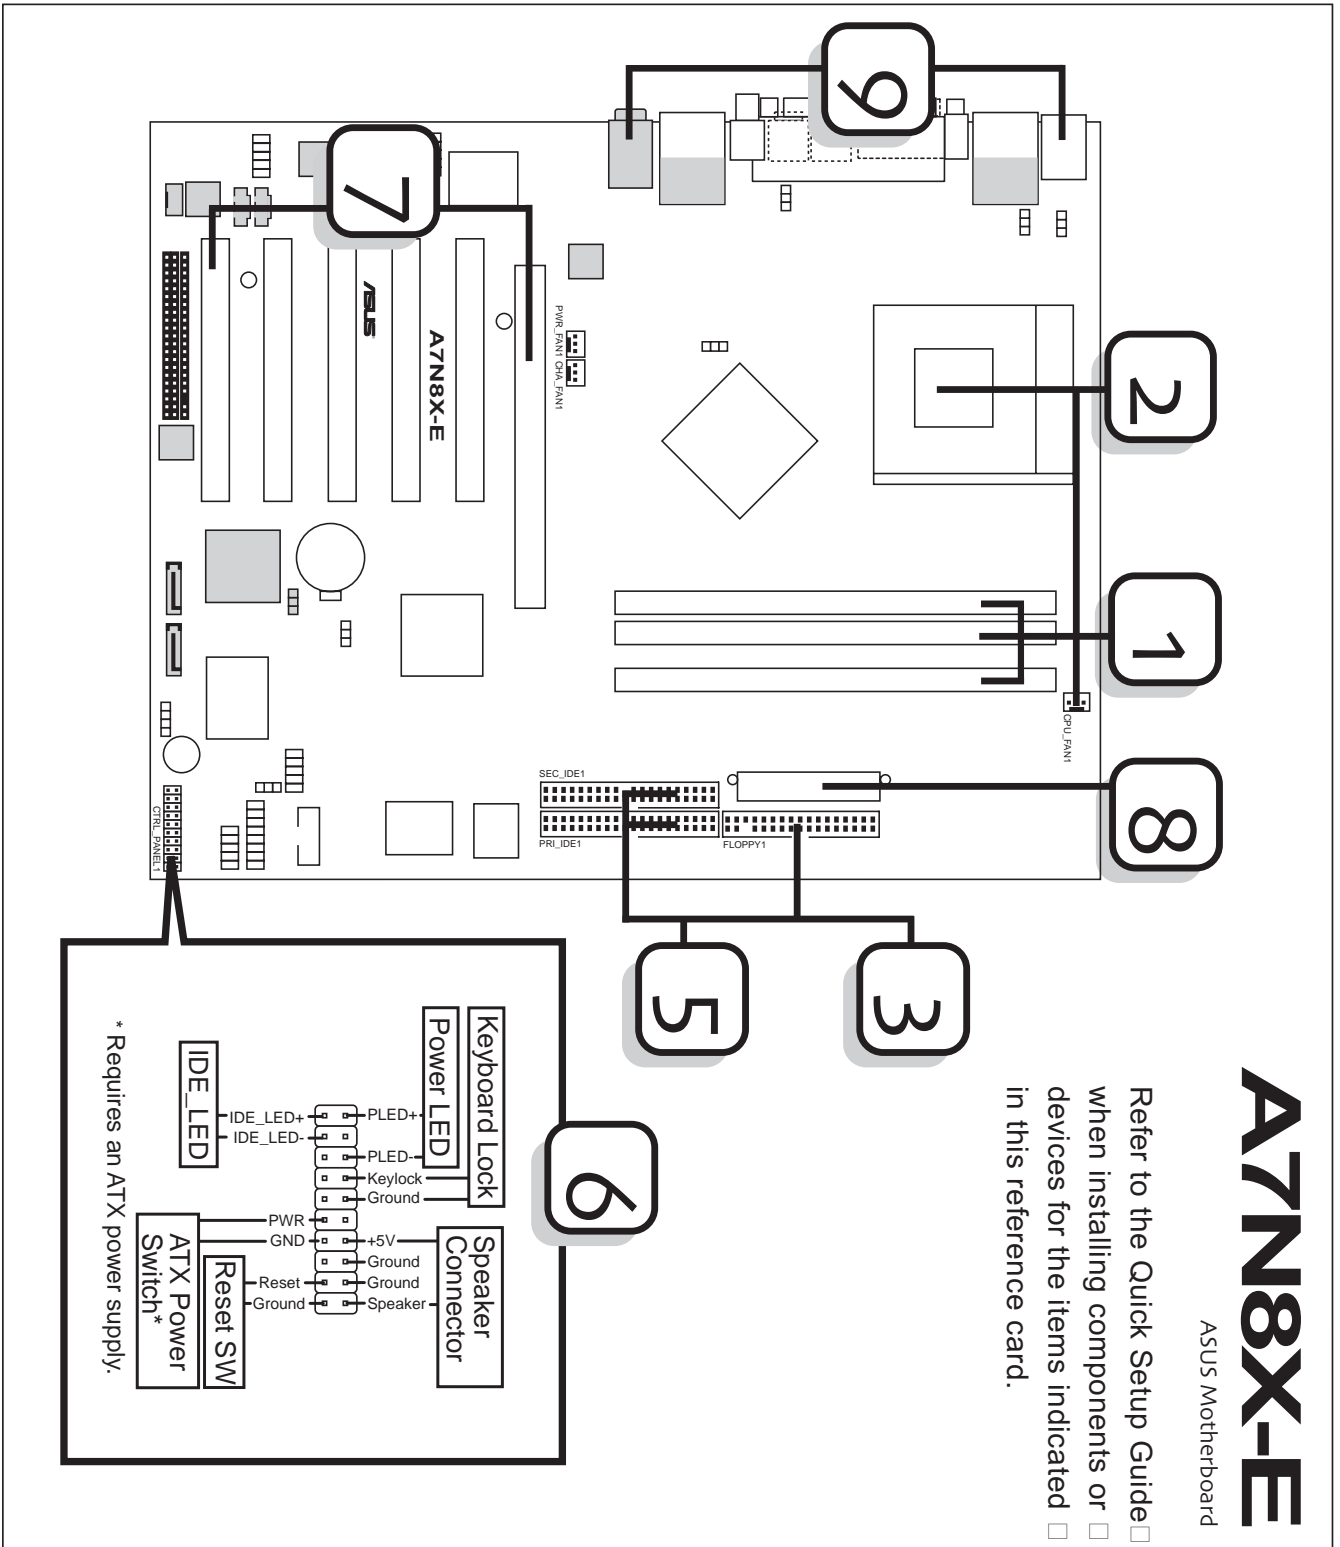 A7N8X-E
ASUS Motherboard
Refer to the Quick Setup Guide
when installing components or
devices for the items indicated
in this reference card.
9
7
2
1
8
5
3
6
ASUS
A7N8X-E
PWR_FAN1 CHA_FAN1
CPU_FAN1
SEC_IDE1
PRI_IDE1
FLOPPY1
CTRL_PANEL1
Keyboard Lock
Power LED
Speaker
Connector
PLED+
PLED-
Keylock
Ground
+5V
Ground
Ground
Speaker
IDE_LED+
IDE_LED-
PWR
GND
Reset
Ground
IDE_LED
ATX Power
Switch*
Reset SW
* Requires an ATX power supply.